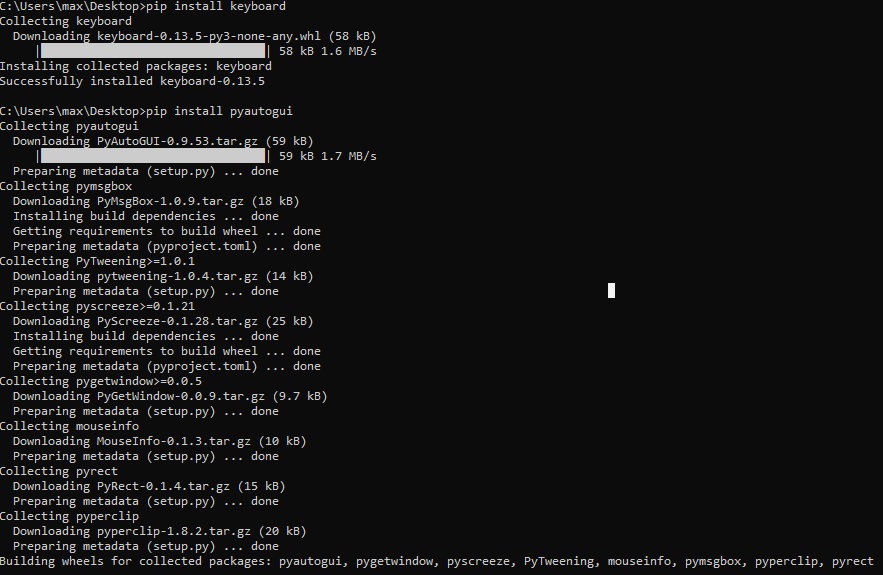 C:\Users\max\Desktop>pip install keyboard
Collecting keyboard
  Downloading keyboard-0.13.5-py3-none-any.whl (58 kB)
     |████████████████████████████████| 58 kB 1.6 MB/s
Installing collected packages: keyboard
Successfully installed keyboard-0.13.5

C:\Users\max\Desktop>pip install pyautogui
Collecting pyautogui
  Downloading PyAutoGUI-0.9.53.tar.gz (59 kB)
     |████████████████████████████████| 59 kB 1.7 MB/s
  Preparing metadata (setup.py) ... done
Collecting pymsgbox
  Downloading PyMsgBox-1.0.9.tar.gz (18 kB)
  Installing build dependencies ... done
  Getting requirements to build wheel ... done
  Preparing metadata (pyproject.toml) ... done
Collecting PyTweening>=1.0.1
  Downloading pytweening-1.0.4.tar.gz (14 kB)
  Preparing metadata (setup.py) ... done
Collecting pyscreeze>=0.1.21
  Downloading PyScreeze-0.1.28.tar.gz (25 kB)
  Installing build dependencies ... done
  Getting requirements to build wheel ... done
  Preparing metadata (pyproject.toml) ... done
Collecting pygetwindow>=0.0.5
  Downloading PyGetWindow-0.0.9.tar.gz (9.7 kB)
  Preparing metadata (setup.py) ... done
Collecting mouseinfo
  Downloading MouseInfo-0.1.3.tar.gz (10 kB)
  Preparing metadata (setup.py) ... done
Collecting pyrect
  Downloading PyRect-0.1.4.tar.gz (15 kB)
  Preparing metadata (setup.py) ... done
Collecting pyperclip
  Downloading pyperclip-1.8.2.tar.gz (20 kB)
  Preparing metadata (setup.py) ... done
Building wheels for collected packages: pyautogui, pygetwindow, pyscreeze, PyTweening, mouseinfo, pymsgbox, pyperclip, pyrect